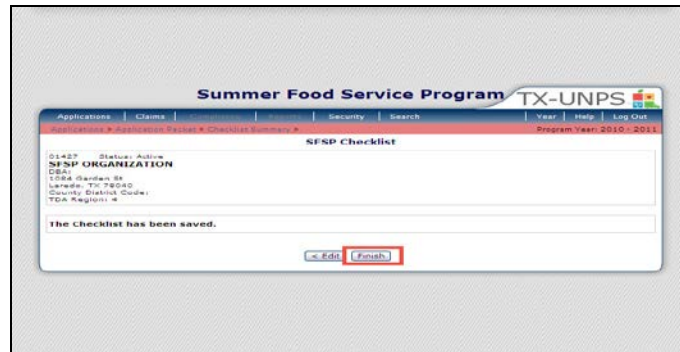 Summer Food Service Program
TX-UNPS
Applications | Claims | Compliance | Reports | Security | Search
Year | Help | Log Out
Applications > Application Packet > Checklist Summary >
Program Year: 2010 - 2011
SFSP Checklist
01427 Status: Active
SFSP ORGANIZATION
DBA:
1084 Garden St
Laredo, TX 78040
County District Code:
TDA Region: 4
The Checklist has been saved.
< Edit
Finish